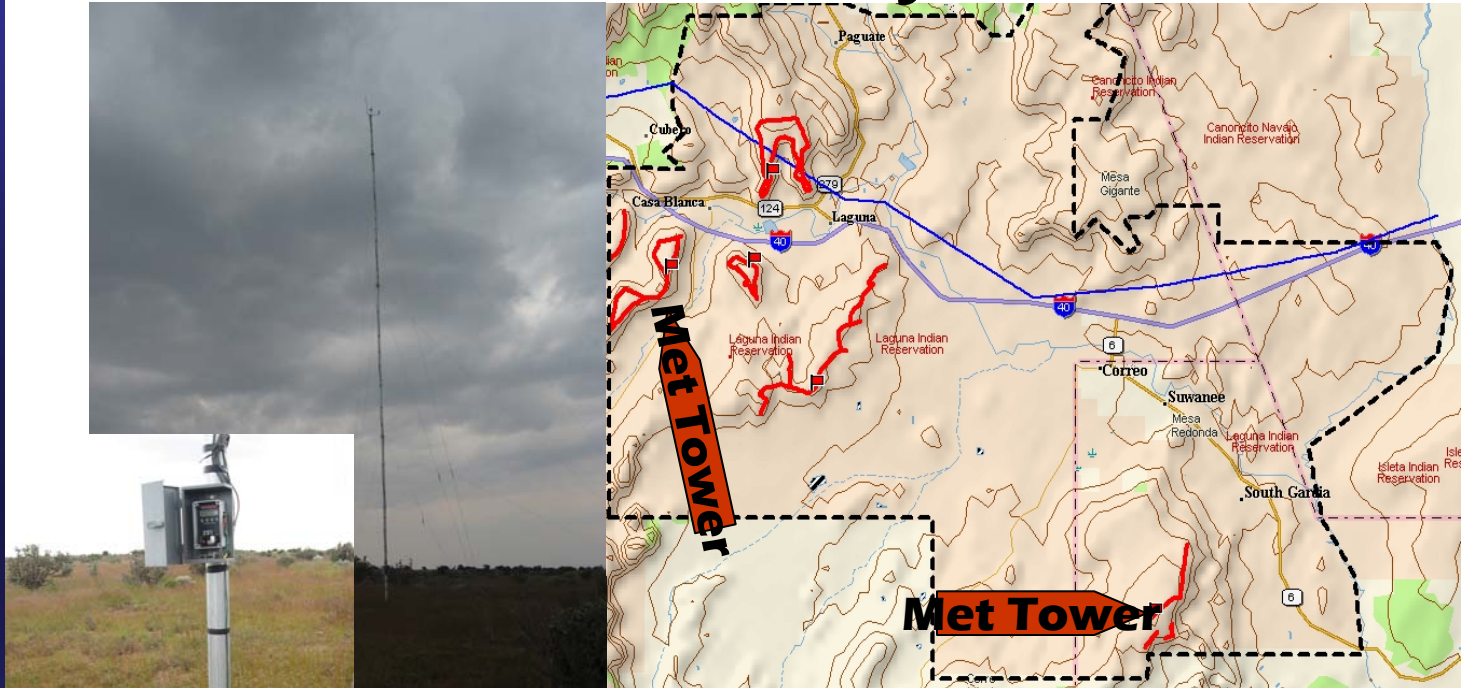 Paguate
Canoncito Indian
Reservation
Cubero
Canoncito Navajo
Indian Reservation
Mesa
Gigante
279
Casa Blanca
124
Laguna
40
40
40
Laguna Indian
Reservation
Laguna Indian
Reservation
6
Correo
Suwanee
Mesa
Redonda
Laguna Indian
Reservation
Isleta Indian
Reservation
South Garcia
Met Tower
Met Tower
6